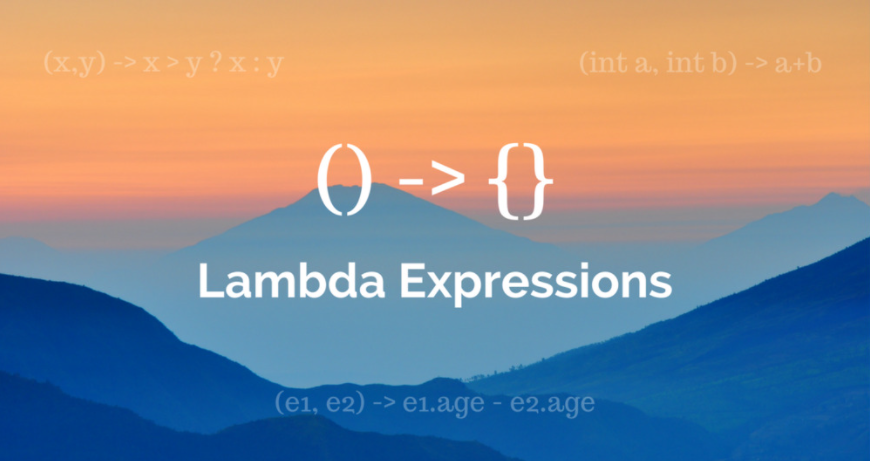 (x,y) -> x > y ? x : y
(int a, int b) -> a+b
() -> {}
Lambda Expressions
(e1, e2) -> e1.age - e2.age